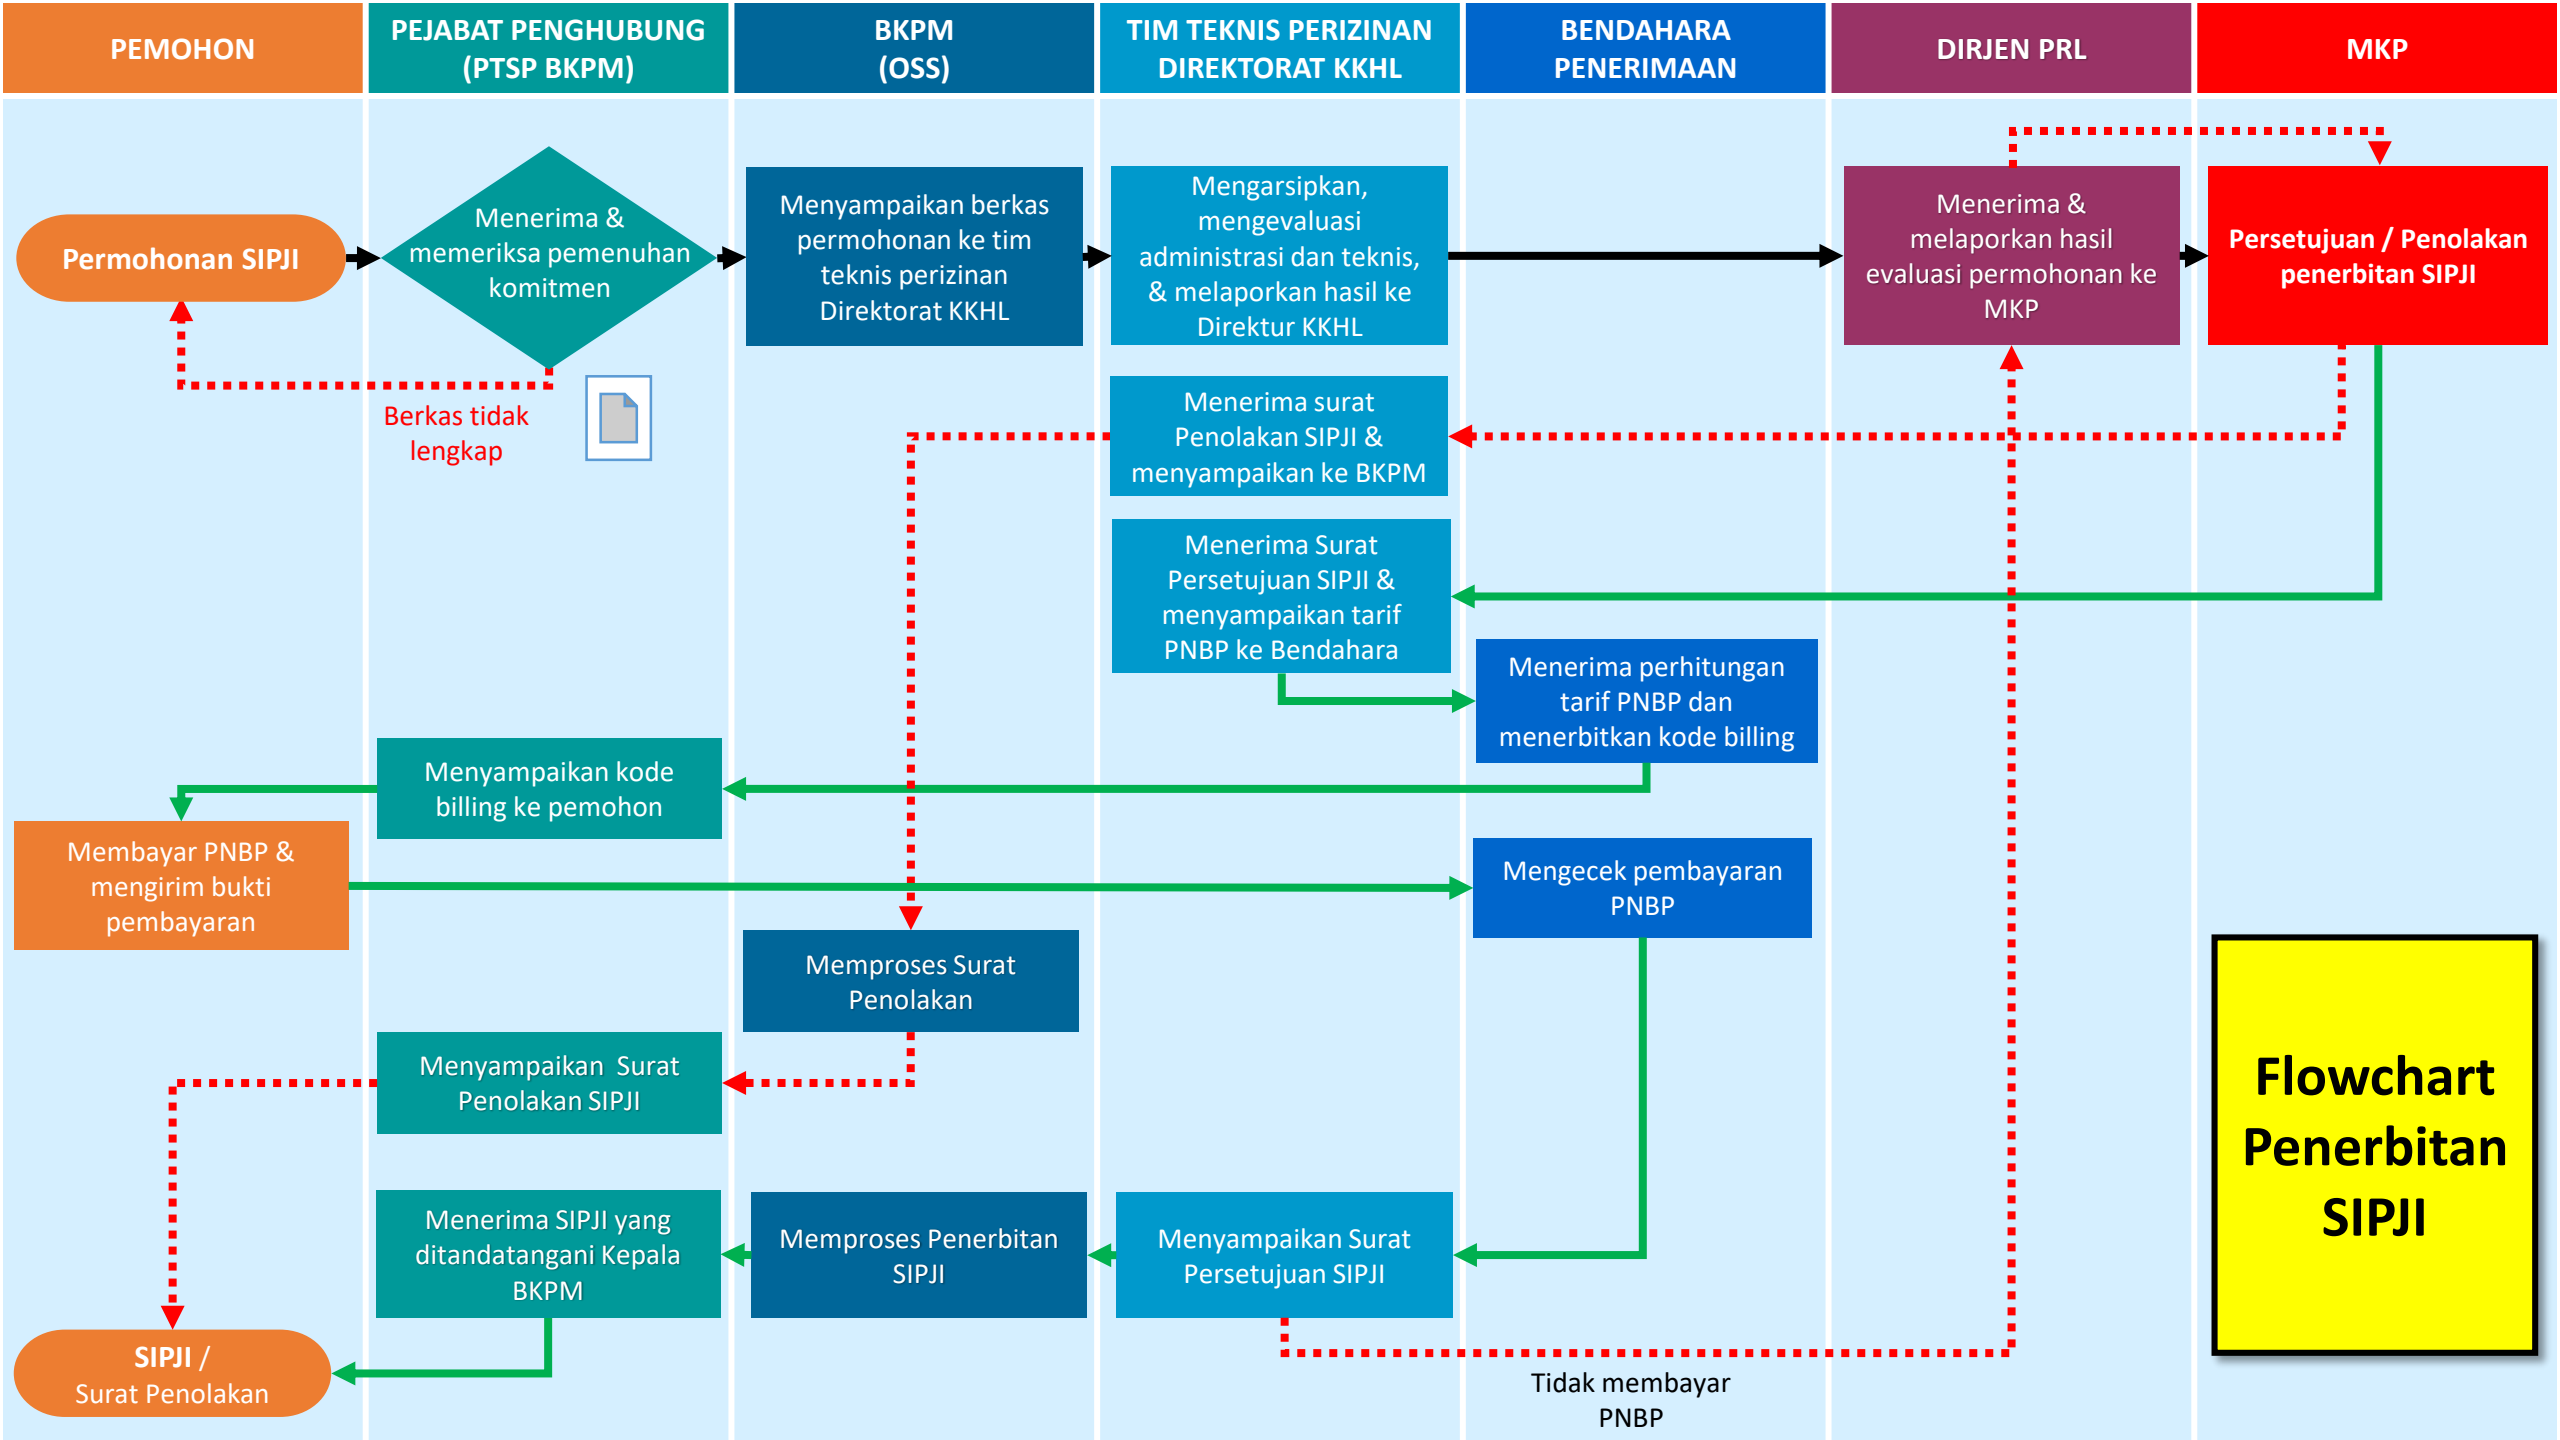 PEMOHON
PEJABAT PENGHUBUNG
(PTSP BKPM)
BKPM
(OSS)
TIM TEKNIS PERIZINAN
DIREKTORAT KKHL
BENDAHARA
PENERIMAAN
DIRJEN PRL
MKP
Permohonan SIPJI
Menerima &
memeriksa pemenuhan
komitmen
Menyampaikan berkas
permohonan ke tim
teknis perizinan
Direktorat KKHL
Mengarsipkan,
mengevaluasi
administrasi dan teknis,
& melaporkan hasil ke
Direktur KKHL
Menerima &
melaporkan hasil
evaluasi permohonan ke
MKP
Persetujuan / Penolakan
penerbitan SIPJI
Berkas tidak
lengkap
Menerima surat
Penolakan SIPJI &
menyampaikan ke BKPM
Menerima Surat
Persetujuan SIPJI &
menyampaikan tarif
PNBP ke Bendahara
Menerima perhitungan
tarif PNBP dan
menerbitkan kode billing
Menyampaikan kode
billing ke pemohon
Membayar PNBP &
mengirim bukti
pembayaran
Mengecek pembayaran
PNBP
Memproses Surat
Penolakan
Menyampaikan  Surat
Penolakan SIPJI
Menerima SIPJI yang
ditandatangani Kepala
BKPM
Memproses Penerbitan
SIPJI
Menyampaikan Surat
Persetujuan SIPJI
SIPJI /
Surat Penolakan
Tidak membayar
PNBP
Flowchart
Penerbitan
SIPJI